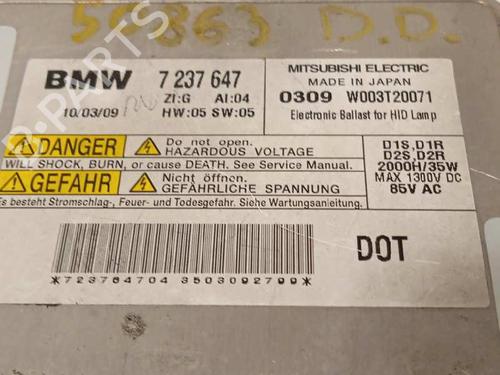 50863 D.D.
BMW 7 237 647
10/03/09 ZI:G AI:04
HW:05 SW:05
MITSUBISHI ELECTRIC
MADE IN JAPAN
0309 W003T20071
Electronic Ballast for HID Lamp
DANGER Do not open.
HAZARDOUS VOLTAGE
WILL SHOCK, BURN, or cause DEATH. See Service Manual.
GEFAHR Nicht öffnen.
GEFÄHRLICHE SPANNUNG
Es besteht Stromschlag-, Feuer- und Todesgefahr. Siehe Wartungsanleitung.
D1S, D1R
D2S, D2R
2000H/35W
MAX 1300V DC
85V AC
DOT
*723764704 3503092799*